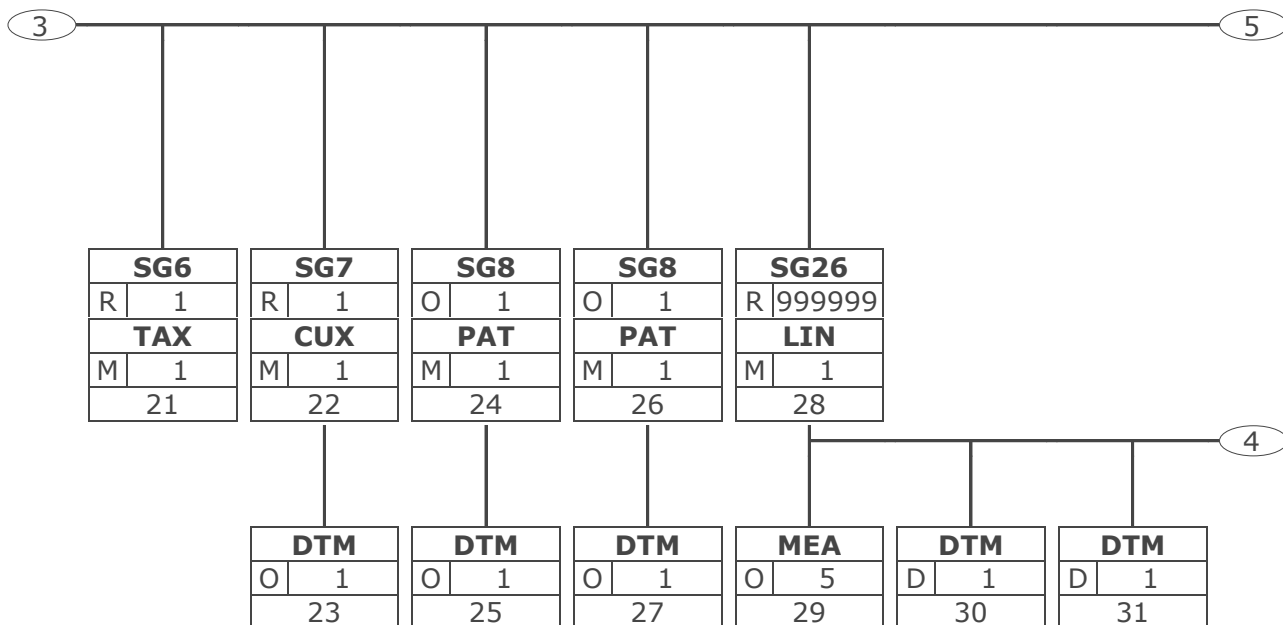 3 5
SG6 SG7 SG8 SG8 SG26
R 1 R 1 O 1 O 1 R 999999
TAX CUX PAT PAT LIN
M 1 M 1 M 1 M 1 M 1
21 22 24 26 28
4
DTM DTM DTM MEA DTM DTM
O 1 O 1 O 1 O 5 D 1 D 1
23 25 27 29 30 31